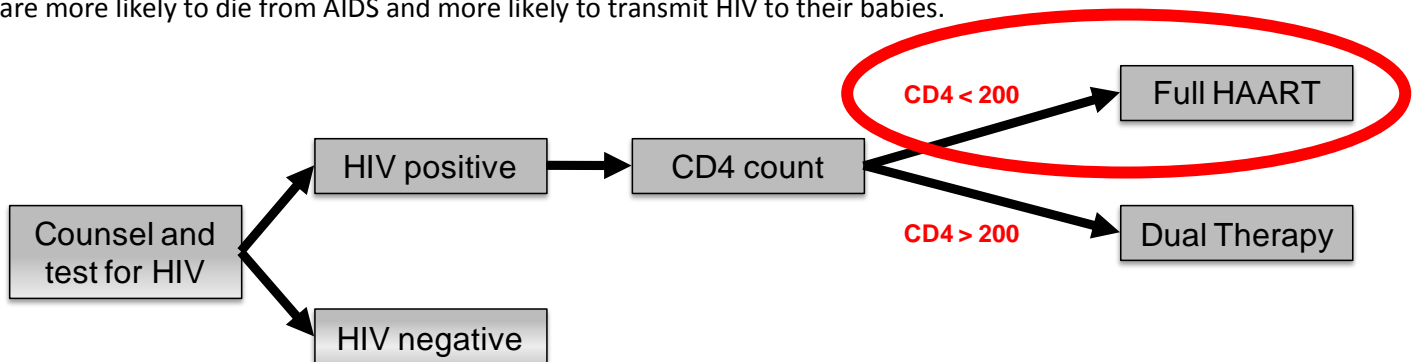 are more likely to die from AIDS and more likely to transmit HIV to their babies.
CD4 < 200
Full HAART
HIV positive
CD4 count
Counsel and
test for HIV
CD4 > 200
Dual Therapy
HIV negative